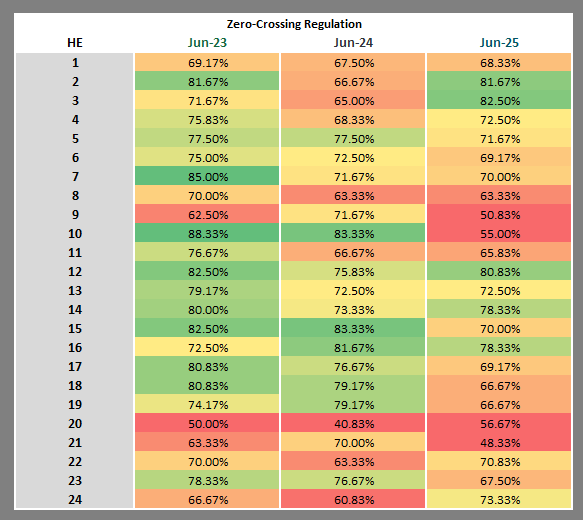 Zero-Crossing Regulation
HE Jun-23 Jun-24 Jun-25
1 69.17% 67.50% 68.33%
2 81.67% 66.67% 81.67%
3 71.67% 65.00% 82.50%
4 75.83% 68.33% 72.50%
5 77.50% 77.50% 71.67%
6 75.00% 72.50% 69.17%
7 85.00% 71.67% 70.00%
8 70.00% 63.33% 63.33%
9 62.50% 71.67% 50.83%
10 88.33% 83.33% 55.00%
11 76.67% 66.67% 65.83%
12 82.50% 75.83% 80.83%
13 79.17% 72.50% 72.50%
14 80.00% 73.33% 78.33%
15 82.50% 83.33% 70.00%
16 72.50% 81.67% 78.33%
17 80.83% 76.67% 69.17%
18 80.83% 79.17% 66.67%
19 74.17% 79.17% 66.67%
20 50.00% 40.83% 56.67%
21 63.33% 70.00% 48.33%
22 70.00% 63.33% 70.83%
23 78.33% 76.67% 67.50%
24 66.67% 60.83% 73.33%